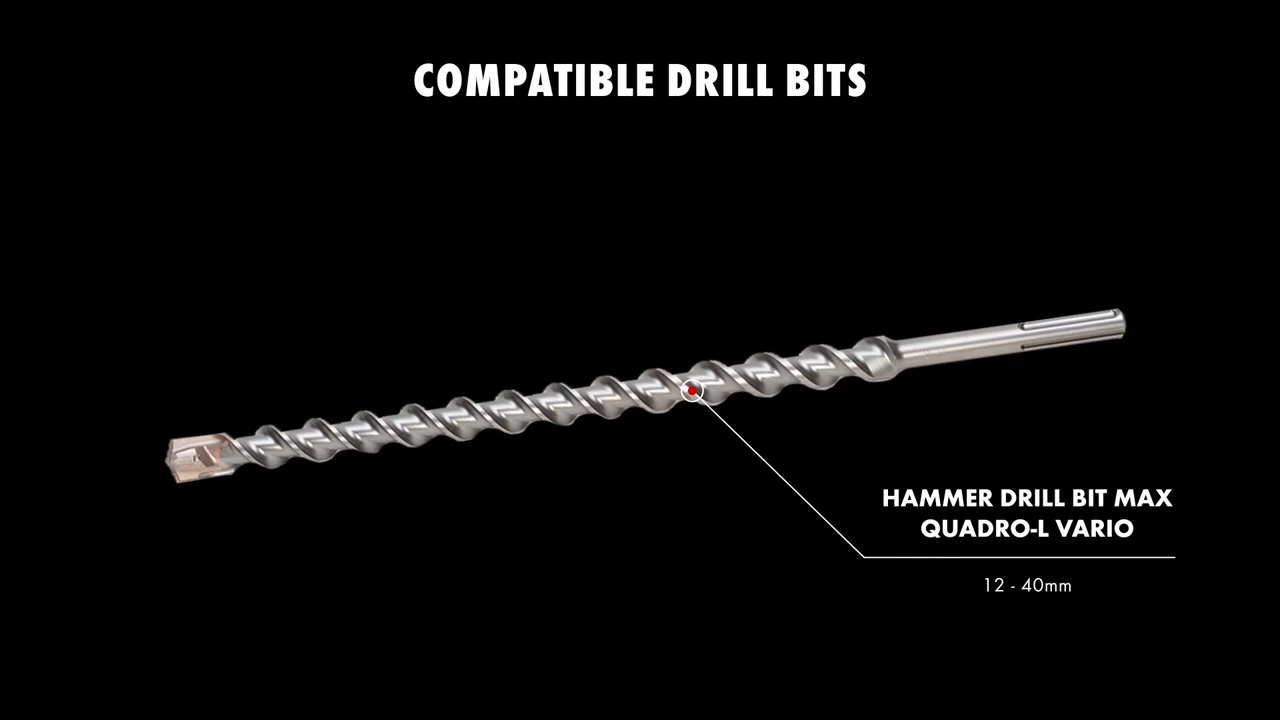 COMPATIBLE DRILL BITS
HAMMER DRILL BIT MAX
QUADRO-L VARIO
12 - 40mm